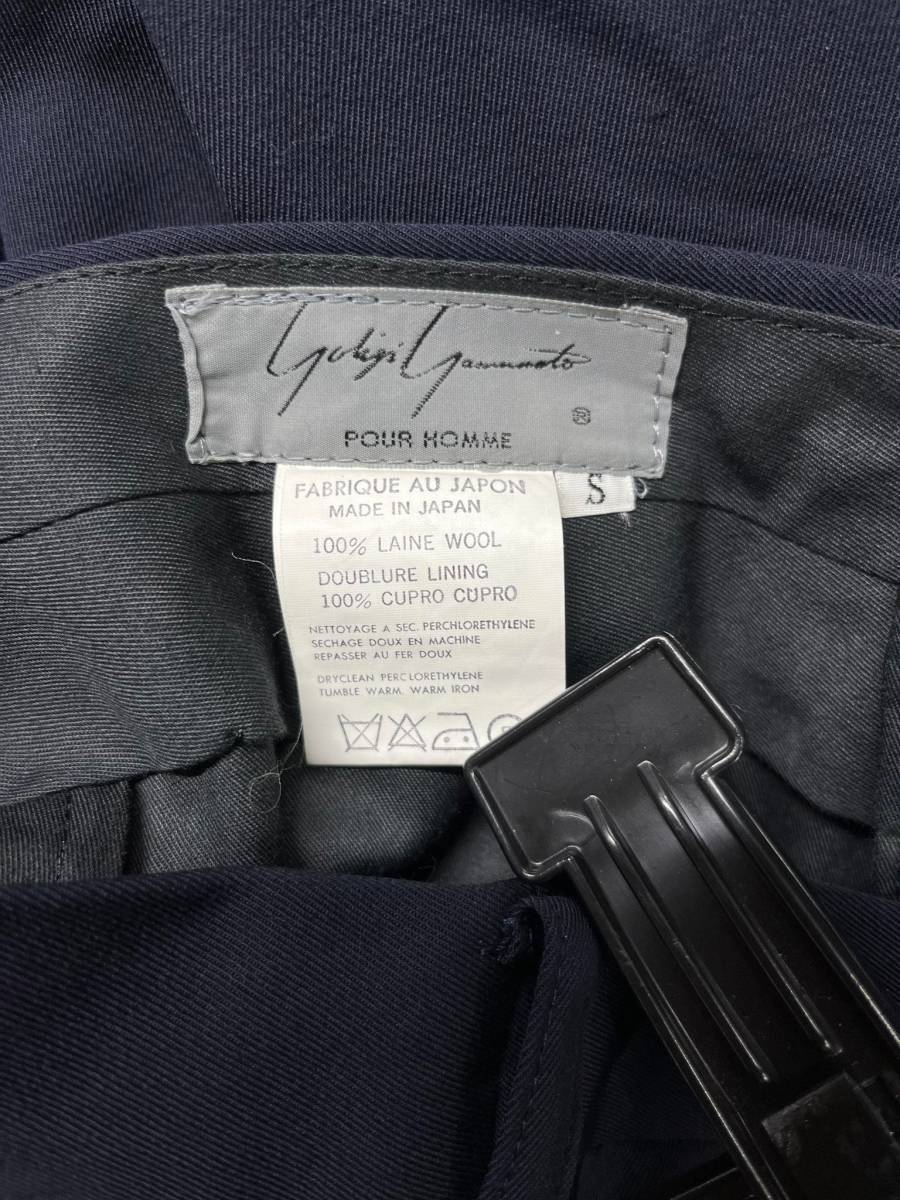 Yohji Yamamoto
®
POUR HOMME
S
FABRIQUE AU JAPON
MADE IN JAPAN
100% LAINE WOOL
DOUBLURE LINING
100% CUPRO CUPRO
NETTOYAGE A SEC. PERCHLORETHYLENE
SECHAGE DOUX EN MACHINE
REPASSER AU FER DOUX
DRYCLEAN PERCLORETHYLENE
TUMBLE WARM. WARM IRON